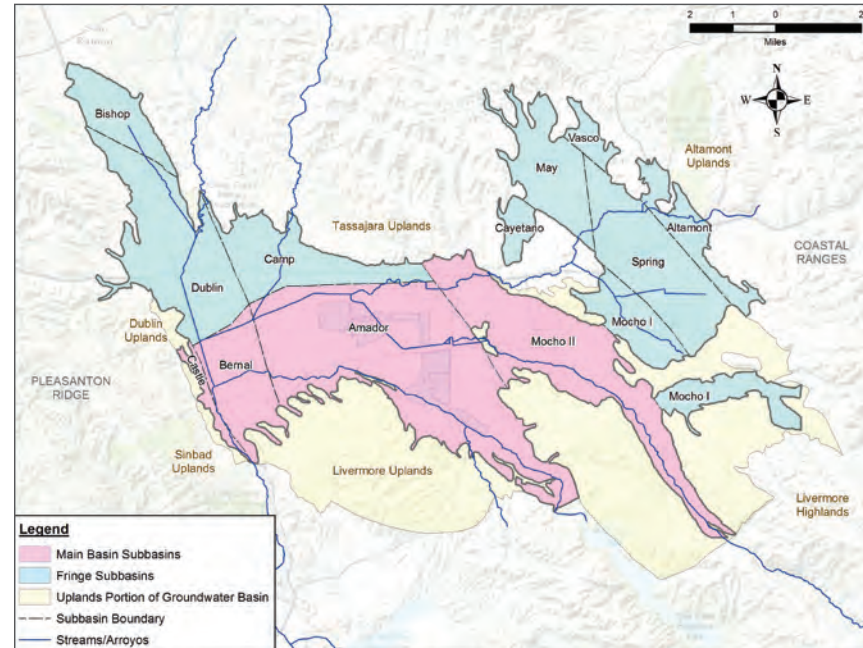 2 1 0 2
Miles
N
W E
S
Bishop
Vasco
May
Altamont
Uplands
Tassajara Uplands
Cayetano
Altamont
COASTAL
RANGES
Camp
Spring
Dublin
Dublin
Uplands
Mocho I
Amador
Mocho II
Bernal
Castle
PLEASANTON
RIDGE
Mocho I
Sinbad
Uplands
Livermore Uplands
Livermore
Highlands
Legend
Main Basin Subbasins
Fringe Subbasins
Uplands Portion of Groundwater Basin
Subbasin Boundary
Streams/Arroyos